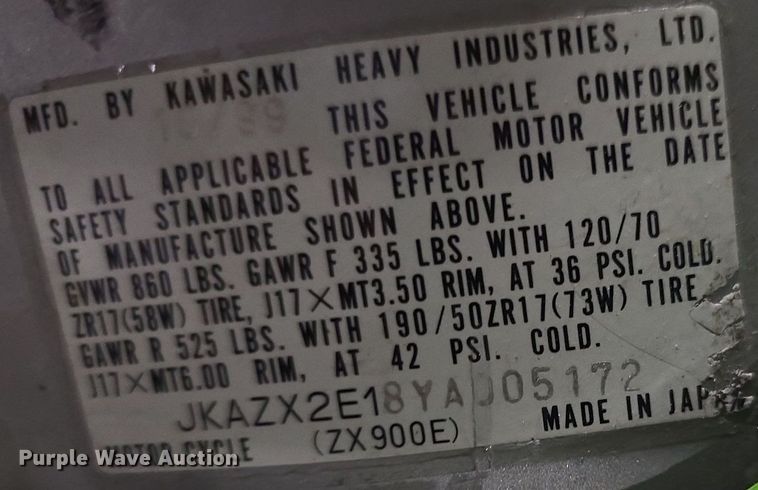 MFD. BY KAWASAKI HEAVY INDUSTRIES, LTD.
THIS VEHICLE CONFORMS
TO ALL APPLICABLE FEDERAL MOTOR VEHICLE
SAFETY STANDARDS IN EFFECT ON THE DATE
OF MANUFACTURE SHOWN ABOVE.
GVWR 860 LBS. GAWR F 335 LBS. WITH 120/70
ZR17(58W) TIRE, J17×MT3.50 RIM, AT 36 PSI. COLD.
GAWR R 525 LBS. WITH 190/50ZR17(73W) TIRE,
J17×MT6.00 RIM, AT 42 PSI. COLD.
JKAZX2E18YA005172
MOTOR CYCLE (ZX900E) MADE IN JAPAN
Purple Wave Auction